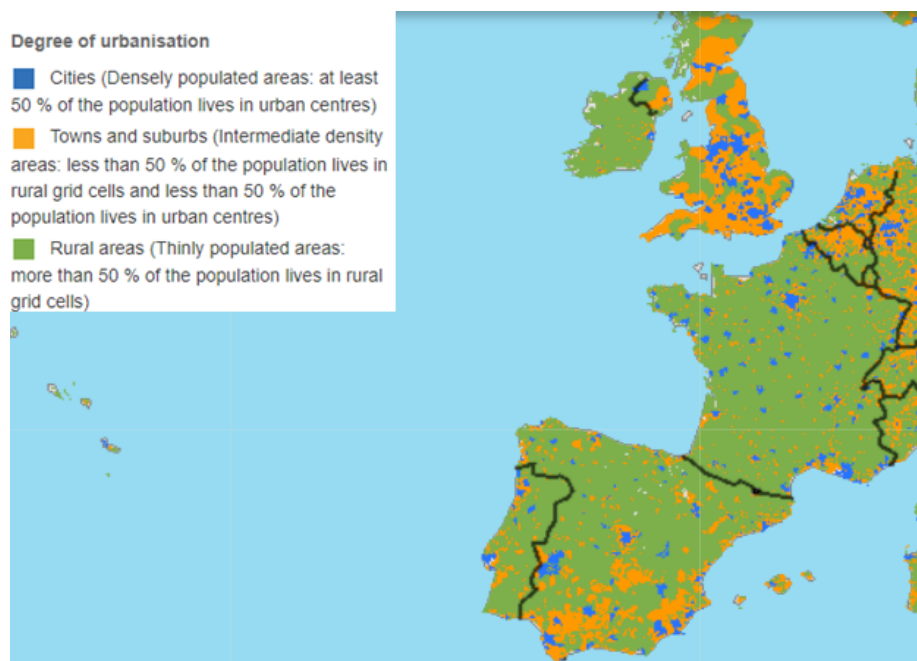 Degree of urbanisation
Cities (Densely populated areas: at least
50 % of the population lives in urban centres)
Towns and suburbs (Intermediate density
areas: less than 50 % of the population lives in
rural grid cells and less than 50 % of the
population lives in urban centres)
Rural areas (Thinly populated areas:
more than 50 % of the population lives in rural
grid cells)